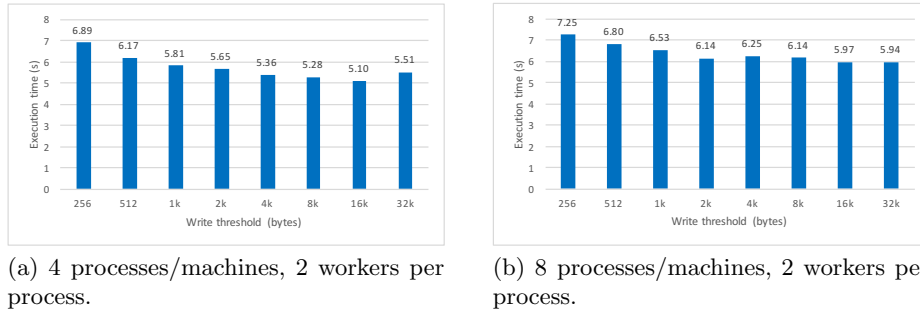 8
7
6
5
4
3
2
1
0
Execution time (s)
6.89 6.17 5.81 5.65 5.36 5.28 5.10 5.51
256 512 1k 2k 4k 8k 16k 32k
Write threshold (bytes)
(a) 4 processes/machines, 2 workers per
process.
8
7
6
5
4
3
2
1
0
Execution time (s)
7.25 6.80 6.53 6.14 6.25 6.14 5.97 5.94
256 512 1k 2k 4k 8k 16k 32k
Write threshold (bytes)
(b) 8 processes/machines, 2 workers pe
process.